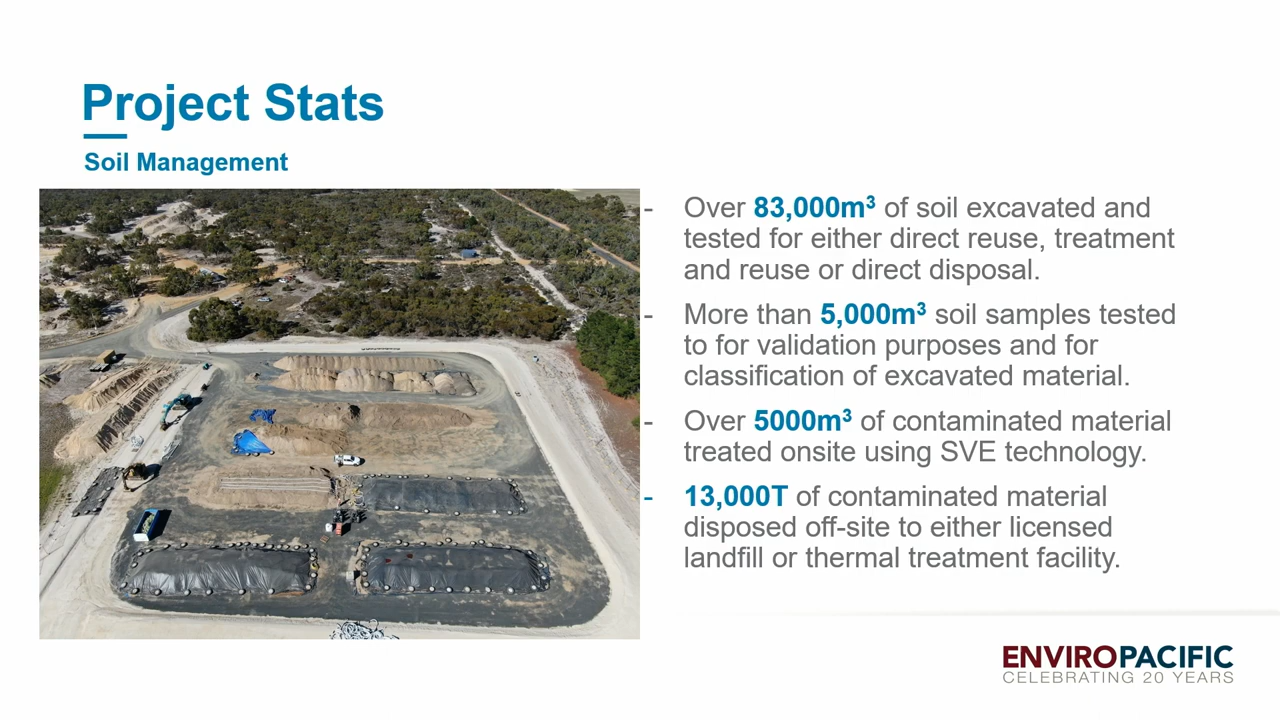 Project Stats
Soil Management
- Over 83,000m³ of soil excavated and
tested for either direct reuse, treatment
and reuse or direct disposal.
- More than 5,000m³ soil samples tested
to for validation purposes and for
classification of excavated material.
- Over 5000m³ of contaminated material
treated onsite using SVE technology.
- 13,000T of contaminated material
disposed off-site to either licensed
landfill or thermal treatment facility.
ENVIROPACIFIC
CELEBRATING 20 YEARS